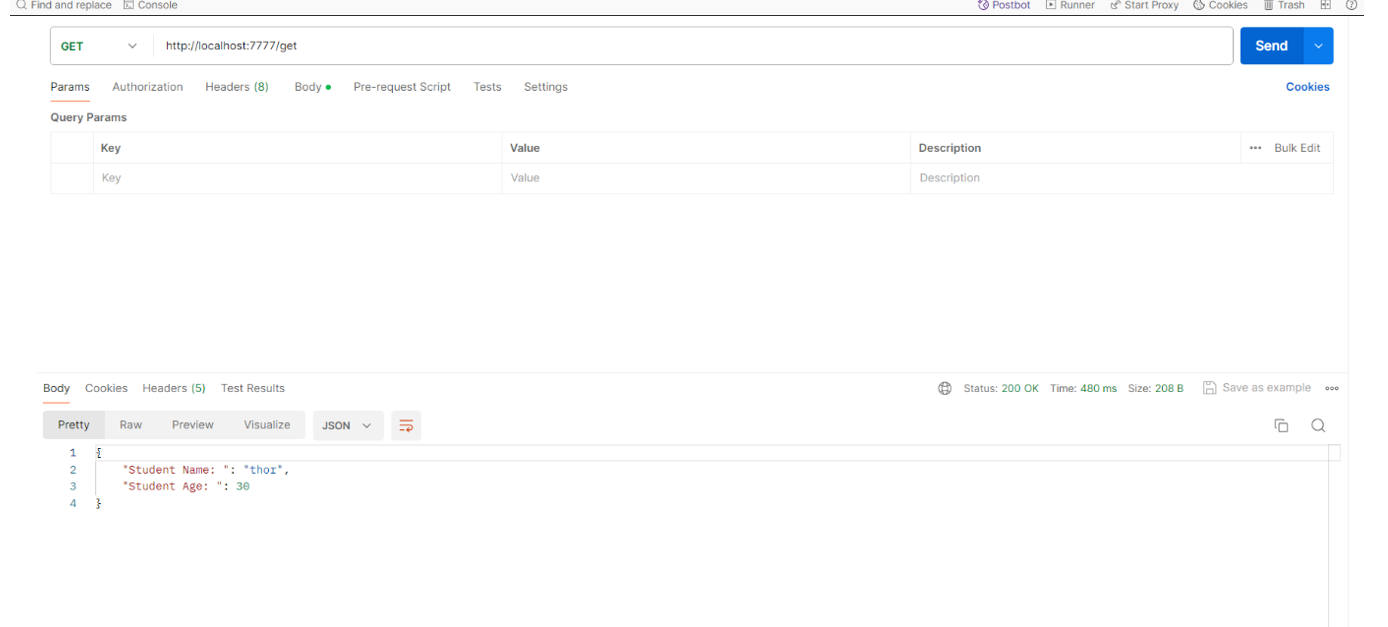 Find and replace Console Postbot Runner Start Proxy Cookies Trash
GET http://localhost:7777/get Send
Params Authorization Headers (8) Body Pre-request Script Tests Settings Cookies
Query Params
Key Value Description Bulk Edit
Key Value Description
Body Cookies Headers (5) Test Results Status: 200 OK Time: 480 ms Size: 208 B Save as example
Pretty Raw Preview Visualize JSON
1 {
2 "Student Name: ": "thor",
3 "Student Age: ": 30
4 }